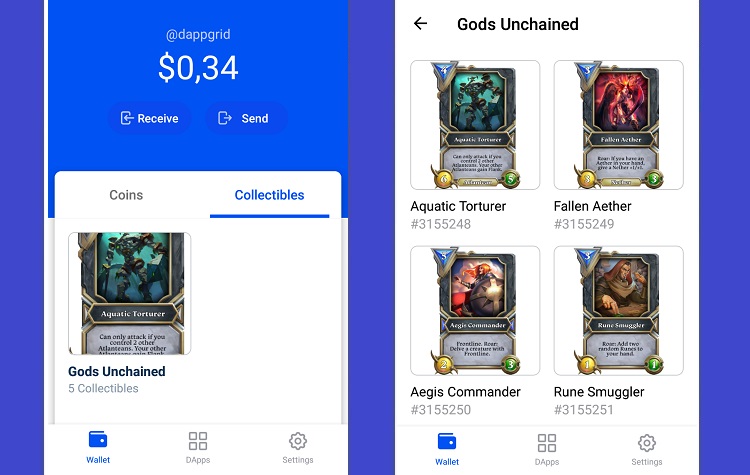 @dappgrid
$0,34
Receive
Send
Coins
Collectibles
Aquatic Torturer
Can only attack if you
control 2 other
Atlanteans. Your other
Atlanteans gain Flank.
Gods Unchained
5 Collectibles
Wallet
DApps
Settings
Gods Unchained
4
Aquatic Torturer
Can only attack if you
control 2 other
Atlanteans. Your other
Atlanteans gain Flank.
6
Atlantean
5
Aquatic Torturer
#3155248
Fallen Aether
Roar: If you have an
Aether in your hand,
give a Nether +1/+1.
3
Nether
3
Fallen Aether
#3155249
Aegis Commander
Frontline. Roar:
Delve a creature with
Frontline.
2
3
Aegis Commander
#3155250
Rune Smuggler
Roar: Add two
random Runes to
your hand.
4
1
Rune Smuggler
#3155251
Wallet
DApps
Settings